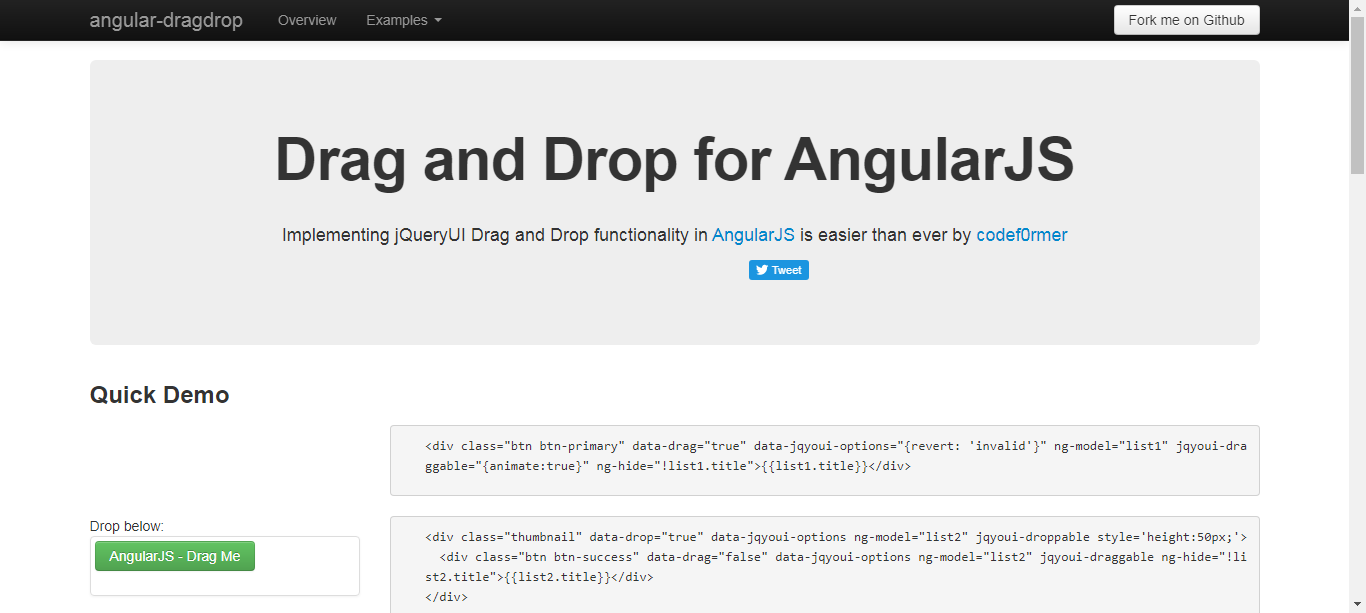 angular-dragdrop Overview Examples Fork me on Github
Drag and Drop for AngularJS
Implementing jQueryUI Drag and Drop functionality in AngularJS is easier than ever by codef0rmer
Tweet
Quick Demo
<div class="btn btn-primary" data-drag="true" data-jqyoui-options="{revert: 'invalid'}" ng-model="list1" jqyoui-dra
ggable="{animate:true}" ng-hide="!list1.title">{{list1.title}}</div>
Drop below:
AngularJS - Drag Me
<div class="thumbnail" data-drop="true" data-jqyoui-options ng-model="list2" jqyoui-droppable style='height:50px;'>
<div class="btn btn-success" data-drag="false" data-jqyoui-options ng-model="list2" jqyoui-draggable ng-hide="!li
st2.title">{{list2.title}}</div>
</div>